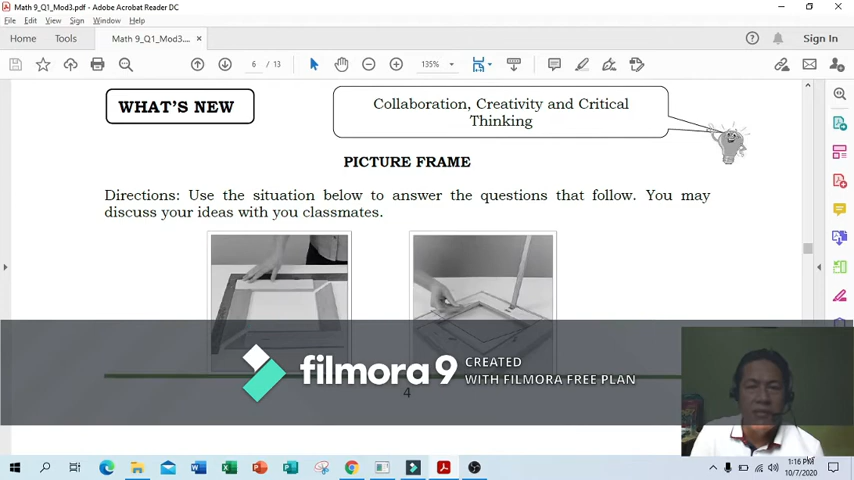 Math 9_Q1_Mod3.pdf - Adobe Acrobat Reader DC
File Edit View Sign Window Help
Home Tools Math 9_Q1_Mod3.... × Sign In
6 / 13 135%
WHAT'S NEW
Collaboration, Creativity and Critical
Thinking
PICTURE FRAME
Directions: Use the situation below to answer the questions that follow. You may
discuss your ideas with you classmates.
filmora 9 CREATED
WITH FILMORA FREE PLAN
4
1:16 PM
10/7/2020